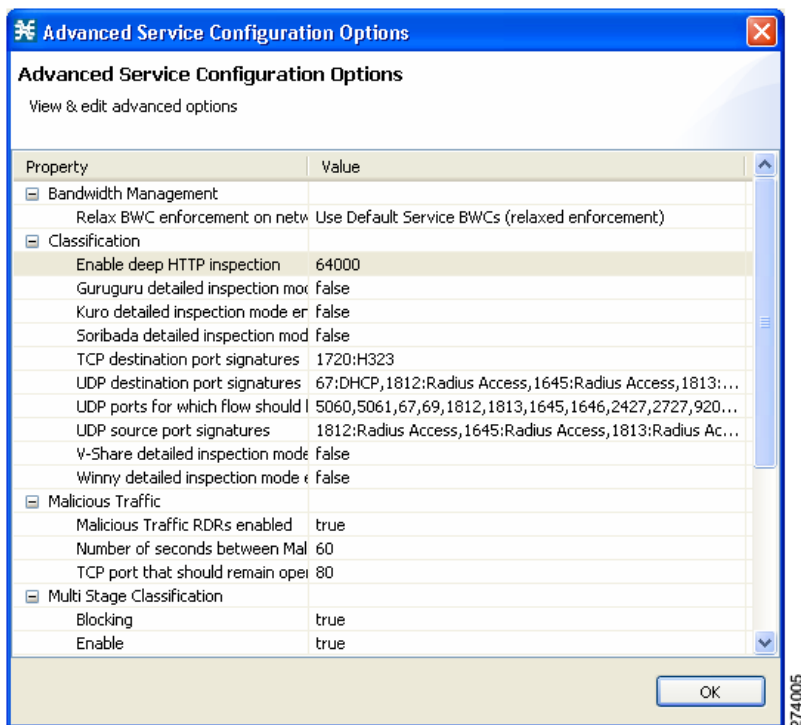 Advanced Service Configuration Options
Advanced Service Configuration Options
View & edit advanced options
Property Value
Bandwidth Management
Relax BWC enforcement on netw Use Default Service BWCs (relaxed enforcement)
Classification
Enable deep HTTP inspection 64000
Guruguru detailed inspection mod false
Kuro detailed inspection mode er false
Soribada detailed inspection mod false
TCP destination port signatures 1720:H323
UDP destination port signatures 67:DHCP,1812:Radius Access,1645:Radius Access,1813:...
UDP ports for which flow should l 5060,5061,67,69,1812,1813,1645,1646,2427,2727,920...
UDP source port signatures 1812:Radius Access,1645:Radius Access,1813:Radius Ac...
V-Share detailed inspection mode false
Winny detailed inspection mode e false
Malicious Traffic
Malicious Traffic RDRs enabled true
Number of seconds between Mal 60
TCP port that should remain oper 80
Multi Stage Classification
Blocking true
Enable true
OK
274005